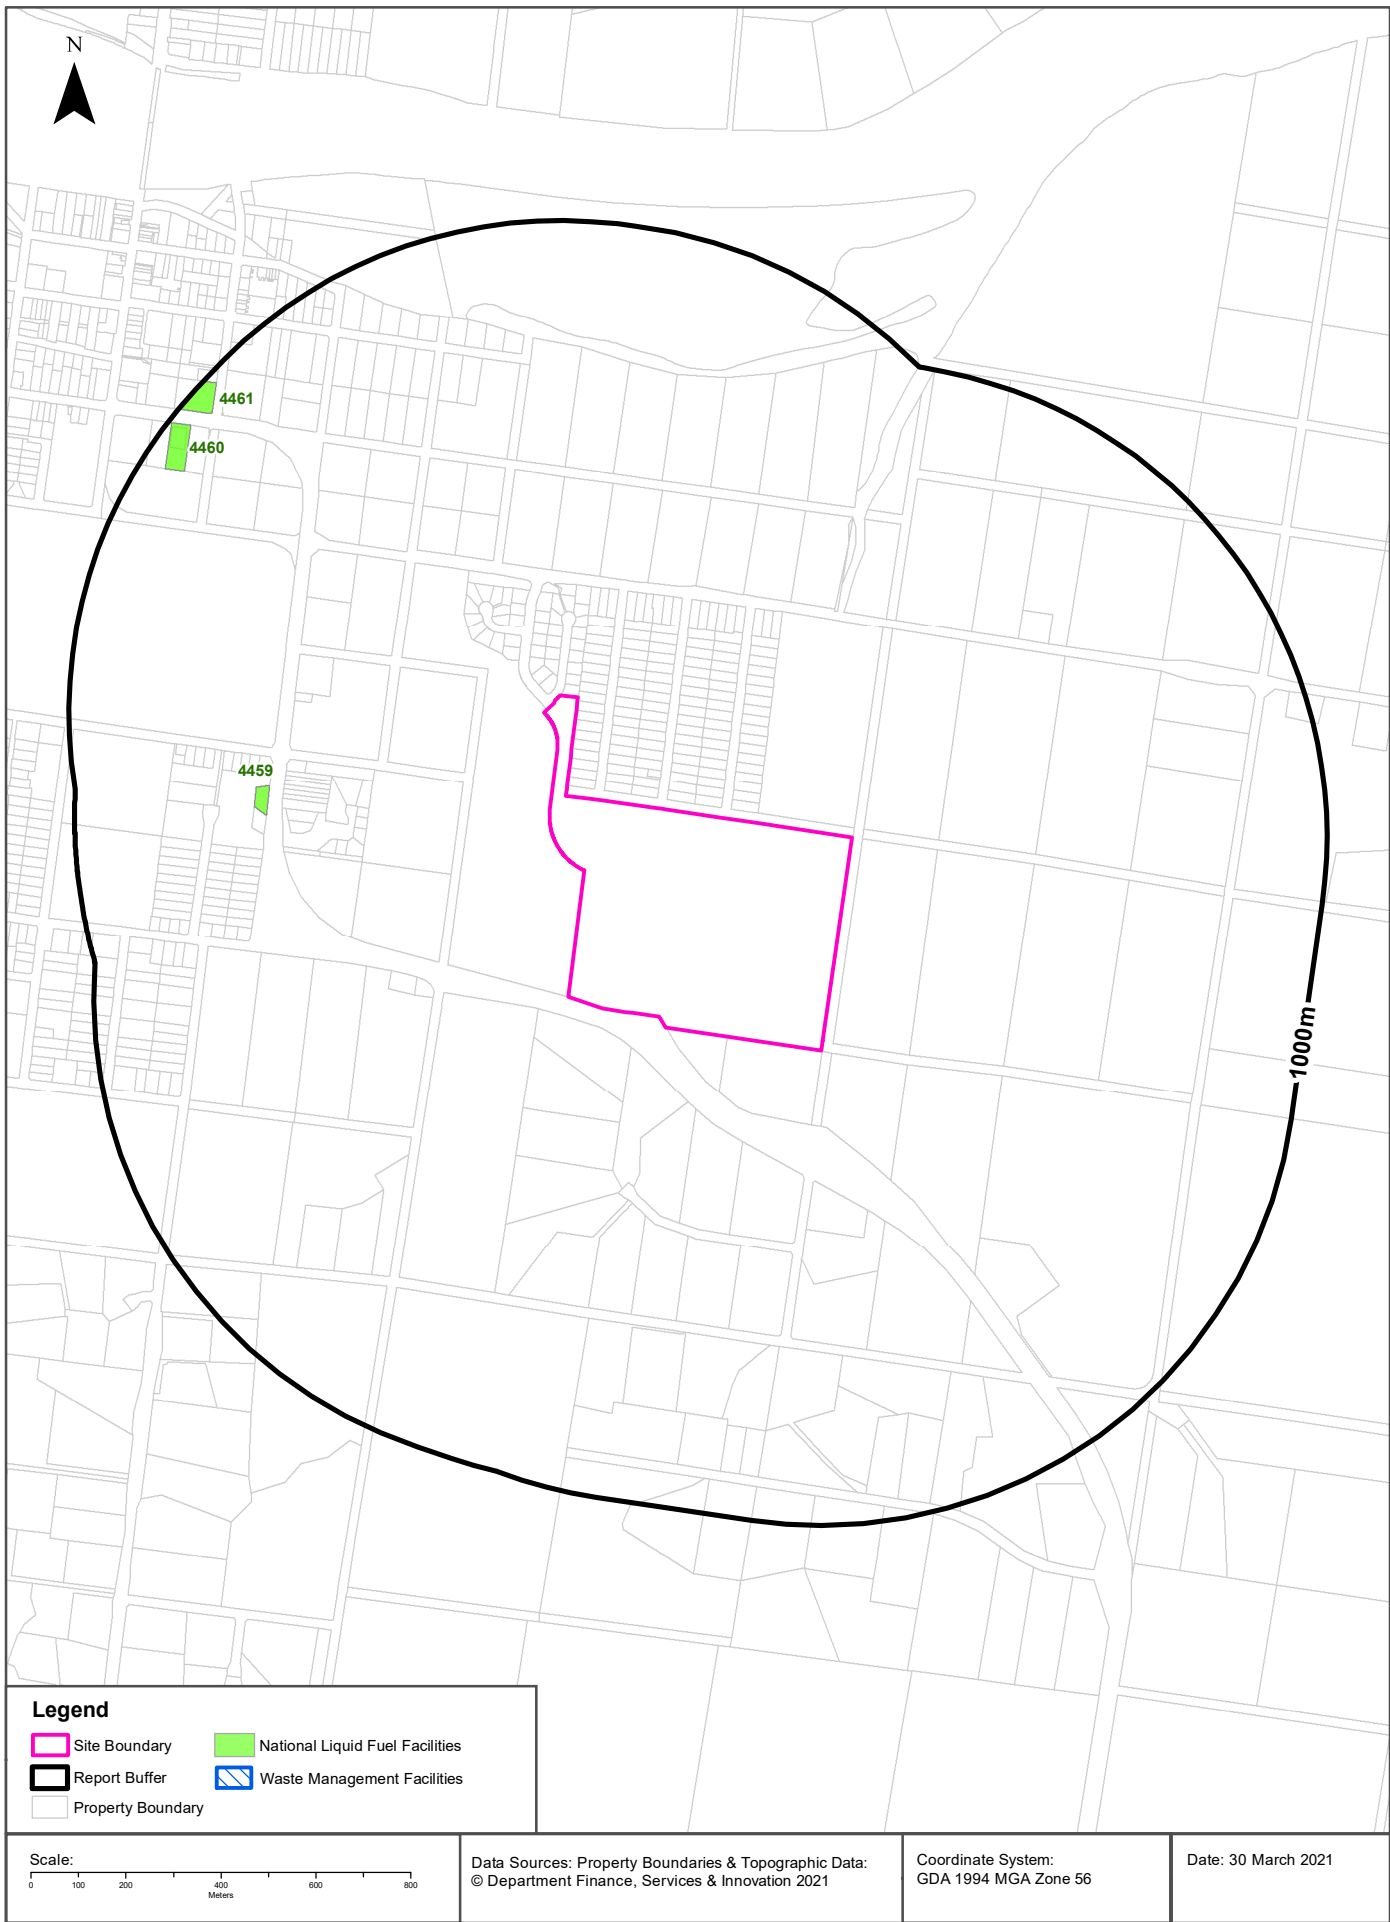 N
4461
4460
4459
1000m
Legend
Site Boundary
National Liquid Fuel Facilities
Report Buffer
Waste Management Facilities
Property Boundary
Scale:
0 100 200 400 600 800
Meters
Data Sources: Property Boundaries & Topographic Data:
© Department Finance, Services & Innovation 2021
Coordinate System:
GDA 1994 MGA Zone 56
Date: 30 March 2021